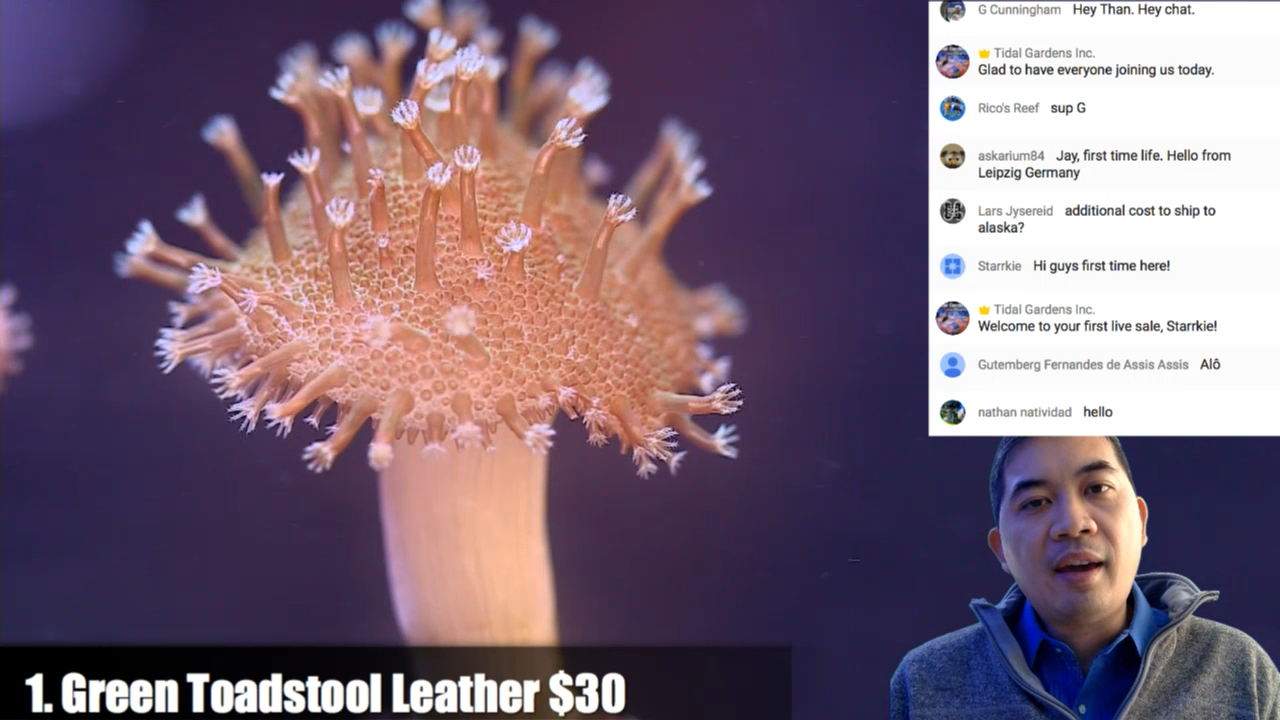 G Cunningham Hey Than. Hey chat.
Tidal Gardens Inc.
Glad to have everyone joining us today.
Rico's Reef sup G
askarium84 Jay, first time life. Hello from
Leipzig Germany
Lars Jysereid additional cost to ship to
alaska?
Starrkie Hi guys first time here!
Tidal Gardens Inc.
Welcome to your first live sale, Starrkie!
Gutemberg Fernandes de Assis Assis Alô
nathan natividad hello
1. Green Toadstool Leather $30